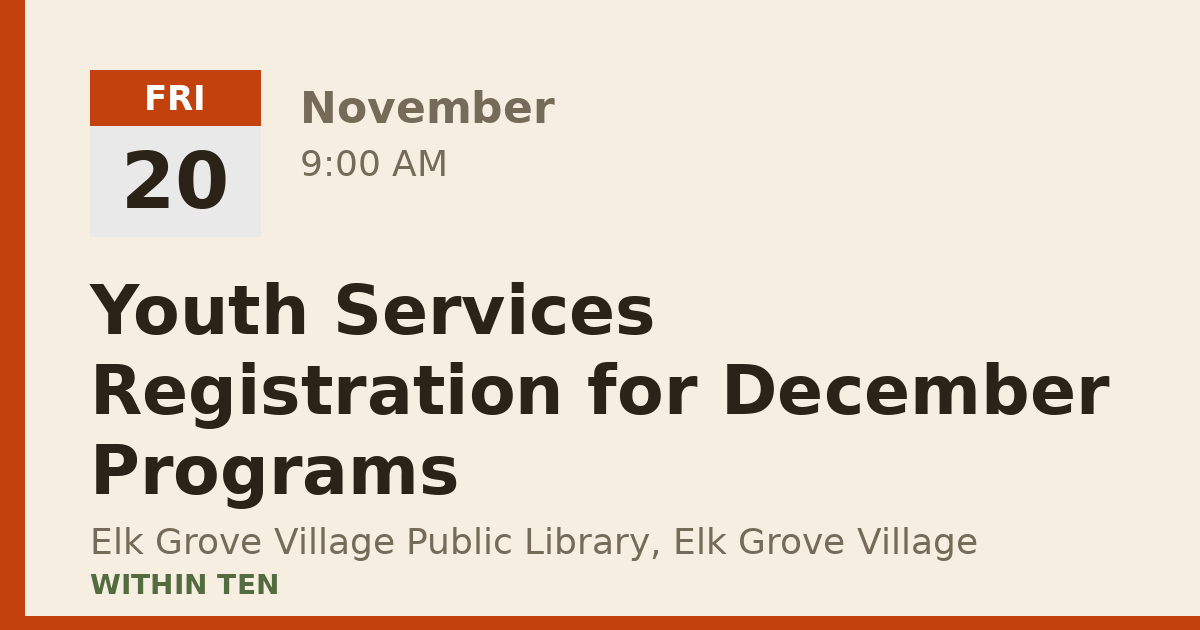 FRI
20
November
9:00 AM
Youth Services
Registration for December
Programs
Elk Grove Village Public Library, Elk Grove Village
WITHIN TEN